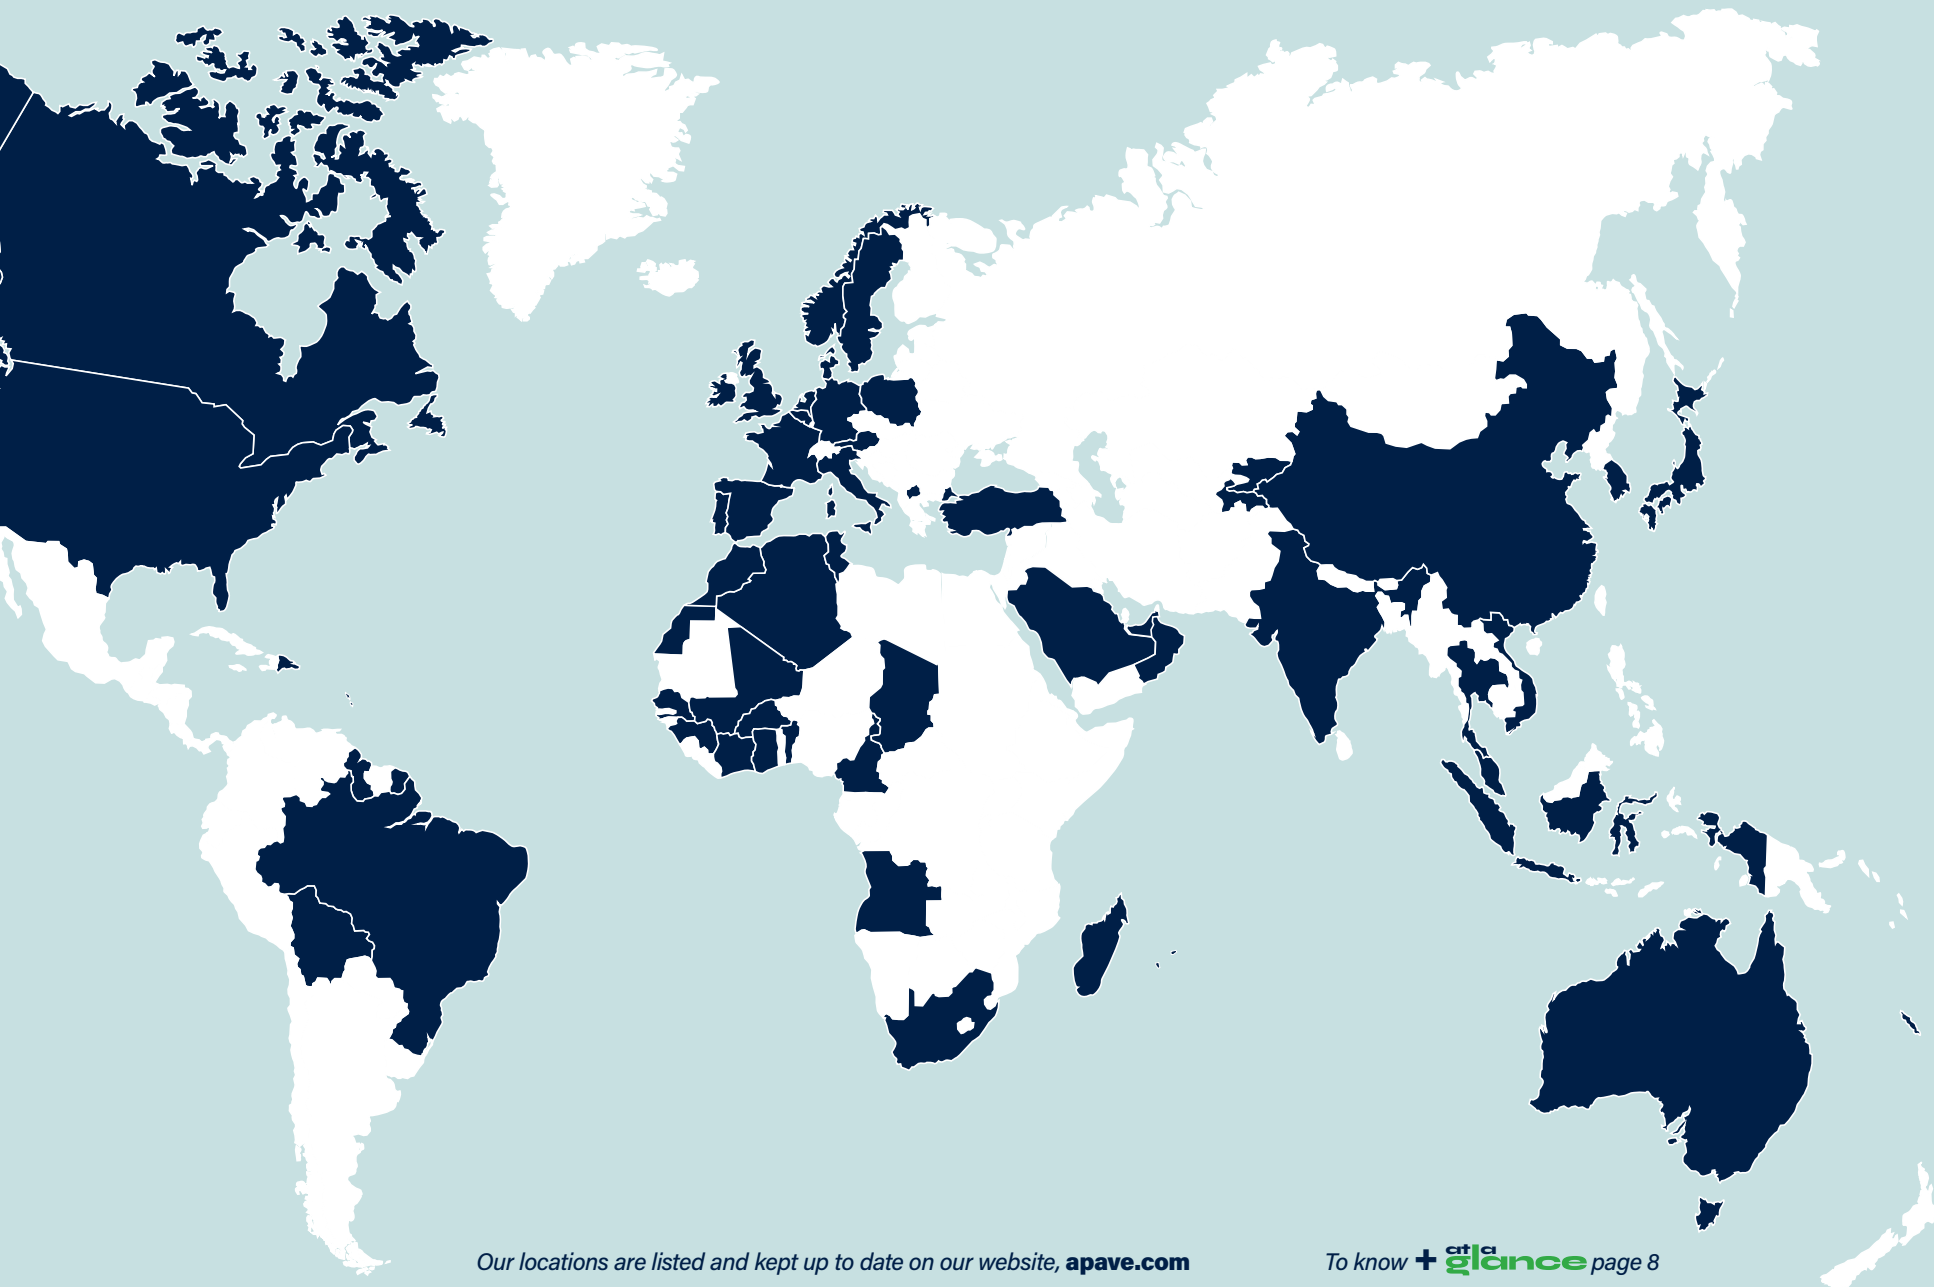 Our locations are listed and kept up to date on our website, apave.com
To know + at a glance page 8